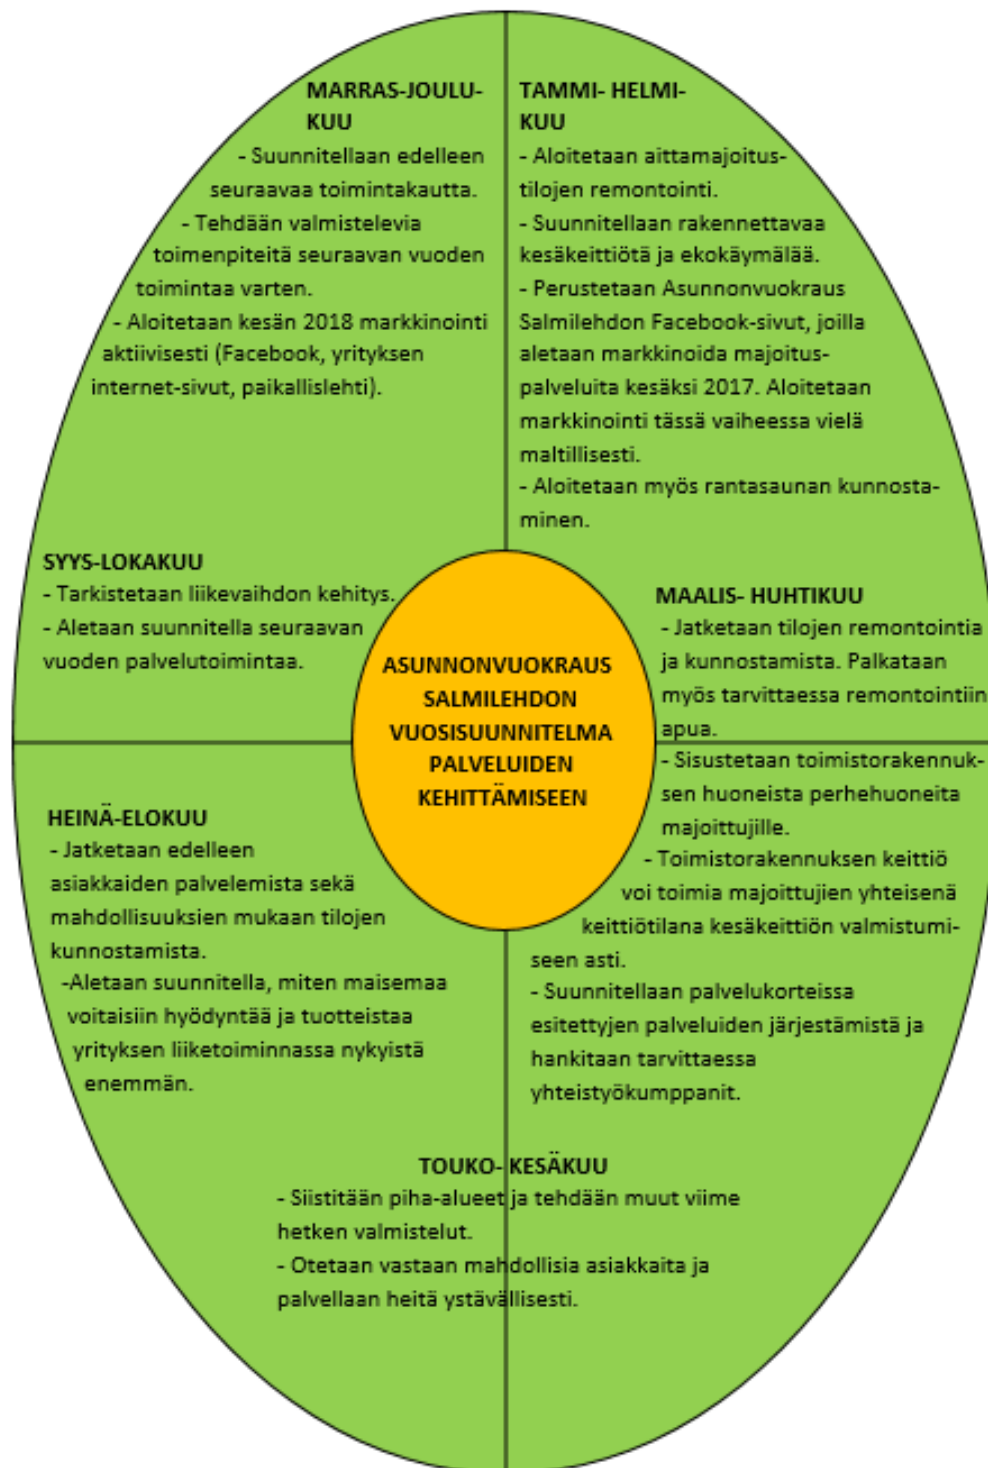 MARRAS-JOULU-
KUU
- Suunnitellaan edelleen
seuraavaa toimintakautta.
- Tehdään valmistelevia
toimenpiteitä seuraavan vuoden
toimintaa varten.
- Aloitetaan kesän 2018 markkinointi
aktiivisesti (Facebook, yrityksen
internet-sivut, paikallislehti).
TAMMI- HELMI-
KUU
- Aloitetaan aittamajoitus-
tilojen remontointi.
- Suunnitellaan rakennettavaa
kesäkeittiötä ja ekokäymälää.
- Perustetaan Asunnonvuokraus
Salmilehdon Facebook-sivut, joilla
aletaan markkinoida majoitus-
palveluita kesäksi 2017. Aloitetaan
markkinointi tässä vaiheessa vielä
maltillisesti.
- Aloitetaan myös rantasaunan kunnosta-
minen.
SYYS-LOKAKUU
- Tarkistetaan liikevaihdon kehitys.
- Aletaan suunnitella seuraavan
vuoden palvelutoimintaa.
ASUNNONVUOKRAUS
SALMILEHDON
VUOSISUUNNITELMA
PALVELUIDEN
KEHITTÄMISEEN
MAALIS- HUHTIKUU
- Jatketaan tilojen remontointia
ja kunnostamista. Palkataan
myös tarvittaessa remontointiin
apua.
- Sisustetaan toimistorakennuk-
sen huoneista perhehuoneita
majoittujille.
- Toimistorakennuksen keittiö
voi toimia majoittujien yhteisenä
keittiötilana kesäkeittiön valmistumi-
seen asti.
- Suunnitellaan palvelukorteissa
esitettyjen palveluiden järjestämistä ja
hankitaan tarvittaessa
yhteistyökumppanit.
HEINÄ-ELOKUU
- Jatketaan edelleen
asiakkaiden palvelemista sekä
mahdollisuuksien mukaan tilojen
kunnostamista.
-Aletaan suunnitella, miten maisemaa
voitaisiin hyödyntää ja tuotteistaa
yrityksen liiketoiminnassa nykyistä
enemmän.
TOUKO- KESÄKUU
- Siistitään piha-alueet ja tehdään muut viime
hetken valmistelut.
- Otetaan vastaan mahdollisia asiakkaita ja
palvellaan heitä ystävällisesti.